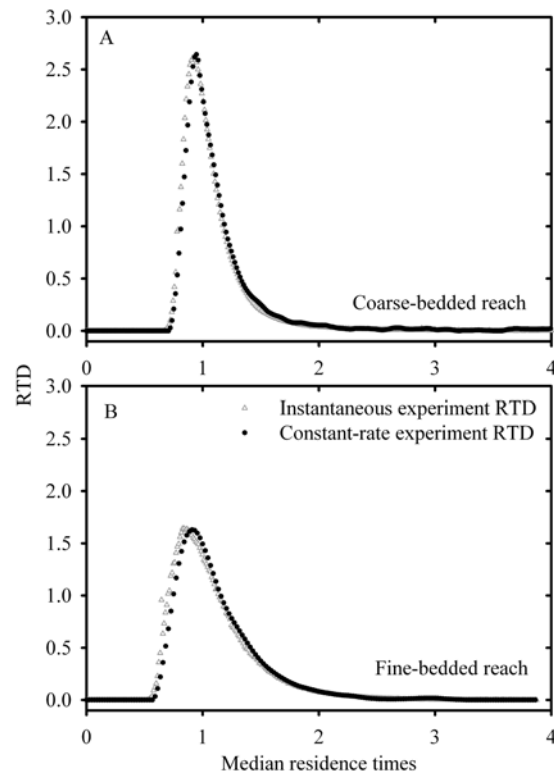 3.0
A
2.5
2.0
1.5
1.0
0.5
Coarse-bedded reach
0.0
0 1 2 3 4
RTD
3.0
B
Instantaneous experiment RTD
2.5
Constant-rate experiment RTD
2.0
1.5
1.0
0.5
Fine-bedded reach
0.0
0 1 2 3 4
Median residence times